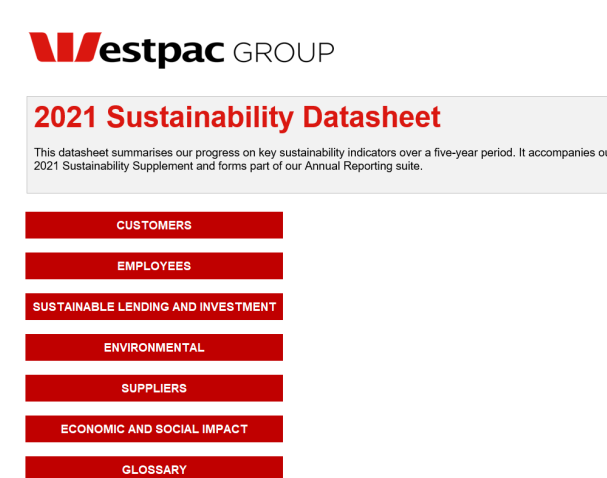 Westpac GROUP
2021 Sustainability Datasheet
This datasheet summarises our progress on key sustainability indicators over a five-year period. It accompanies
2021 Sustainability Supplement and forms part of our Annual Reporting suite.
CUSTOMERS
EMPLOYEES
SUSTAINABLE LENDING AND INVESTMENT
ENVIRONMENTAL
SUPPLIERS
ECONOMIC AND SOCIAL IMPACT
GLOSSARY